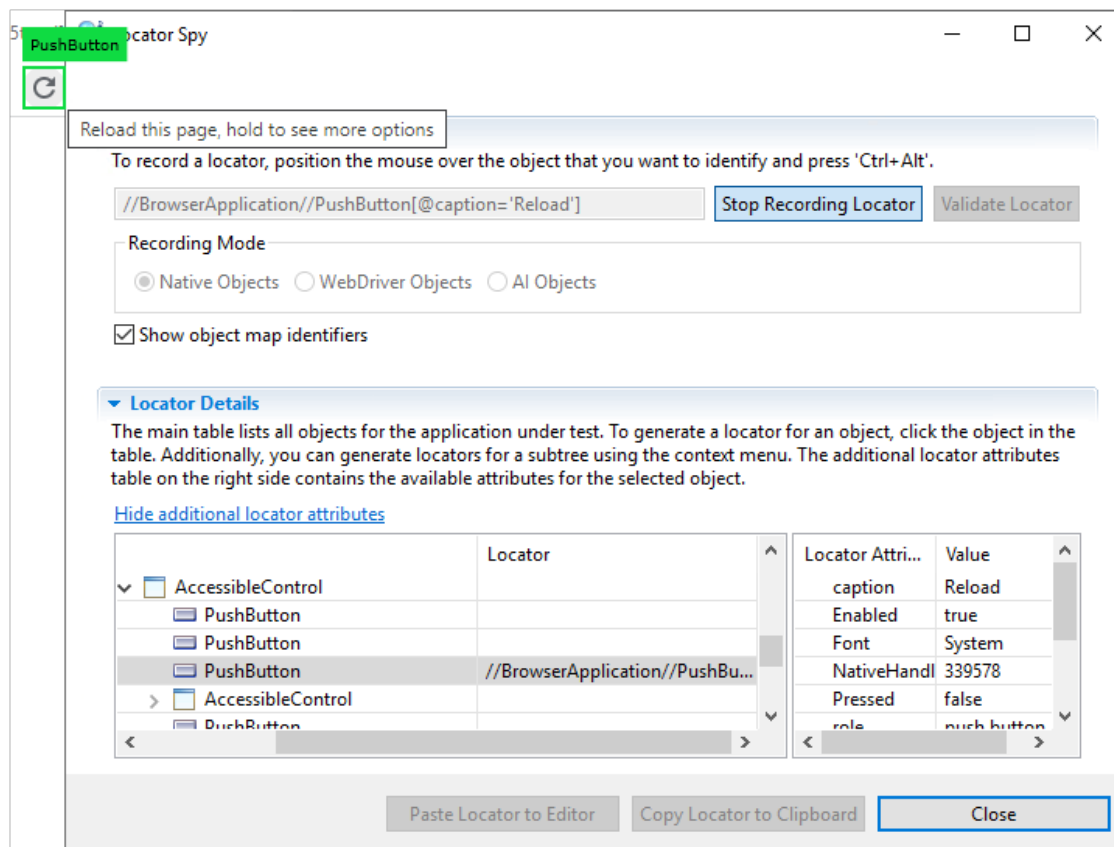 PushButton
Locator Spy
Reload this page, hold to see more options
To record a locator, position the mouse over the object that you want to identify and press 'Ctrl+Alt'.
//BrowserApplication//PushButton[@caption='Reload']
Stop Recording Locator
Validate Locator
Recording Mode
Native Objects
WebDriver Objects
AI Objects
Show object map identifiers
Locator Details
The main table lists all objects for the application under test. To generate a locator for an object, click the object in the
table. Additionally, you can generate locators for a subtree using the context menu. The additional locator attributes
table on the right side contains the available attributes for the selected object.
Hide additional locator attributes
Locator
Locator Attri...
Value
AccessibleControl
caption
Reload
PushButton
Enabled
true
PushButton
Font
System
PushButton
//BrowserApplication//PushBu...
NativeHandl
339578
AccessibleControl
Pressed
false
PushButton
role
push button
Paste Locator to Editor
Copy Locator to Clipboard
Close